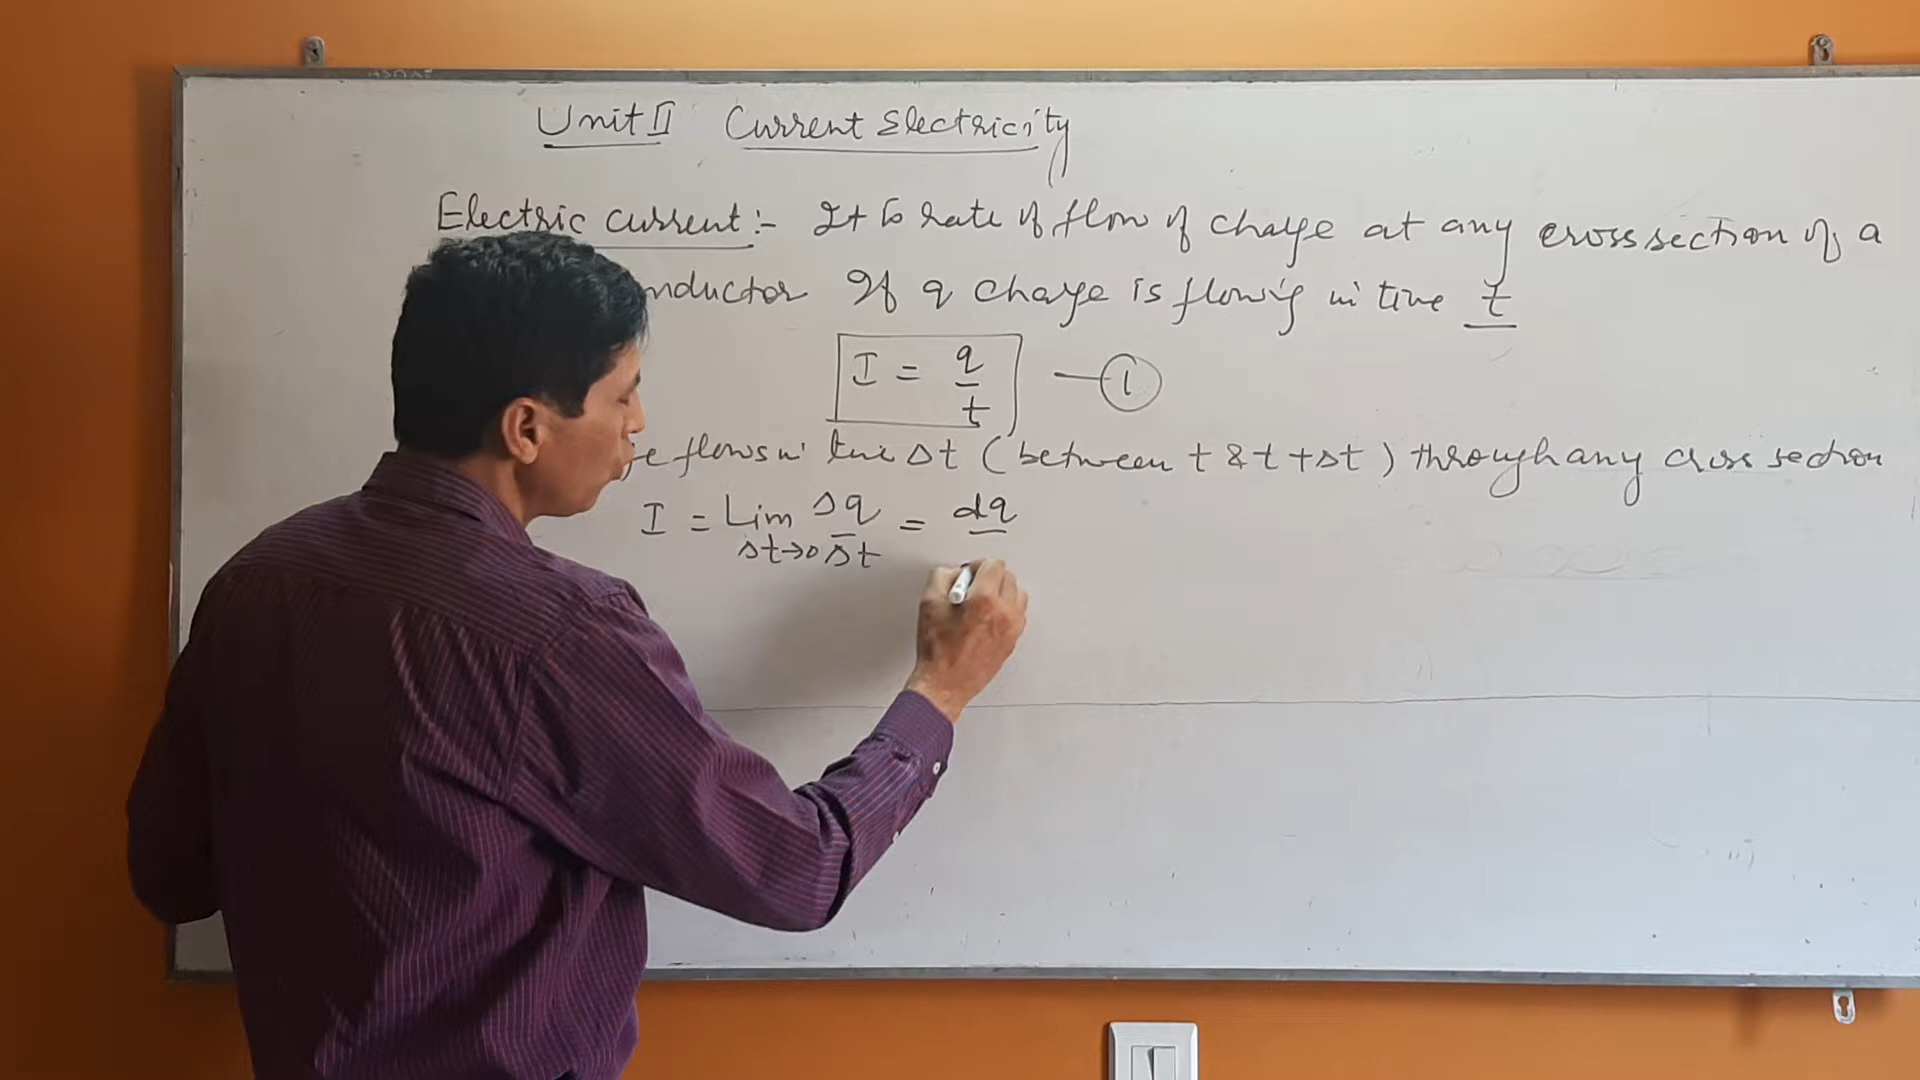 Unit II Current Electricity
Electric current :- It is rate of flow of charge at any cross section of a
nductor If q charge is flowing in time t
I = q/t — 1
ge flows in time Δt (between t & t + Δt) through any cross section
I = Lim Δt→0 Δq/Δt = dq